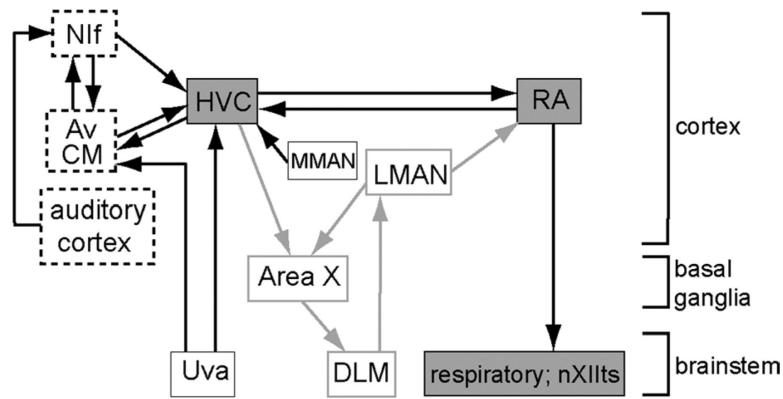 NIf
HVC
RA
Av
CM
MMAN
LMAN
cortex
auditory
cortex
Area X
basal
ganglia
Uva
DLM
respiratory; nXIIts
brainstem